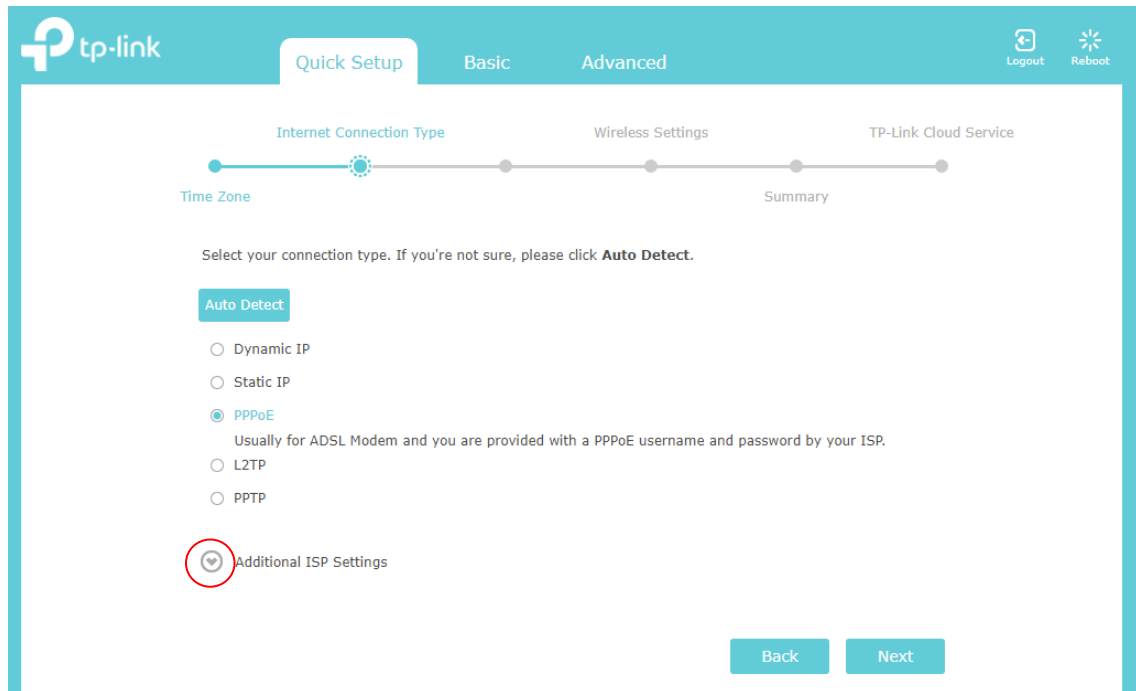 tp-link
Quick Setup Basic Advanced
Logout Reboot
Internet Connection Type Wireless Settings TP-Link Cloud Service
Time Zone Summary
Select your connection type. If you're not sure, please click Auto Detect.
Auto Detect
Dynamic IP
Static IP
PPPoE
Usually for ADSL Modem and you are provided with a PPPoE username and password by your ISP.
L2TP
PPTP
Additional ISP Settings
Back Next